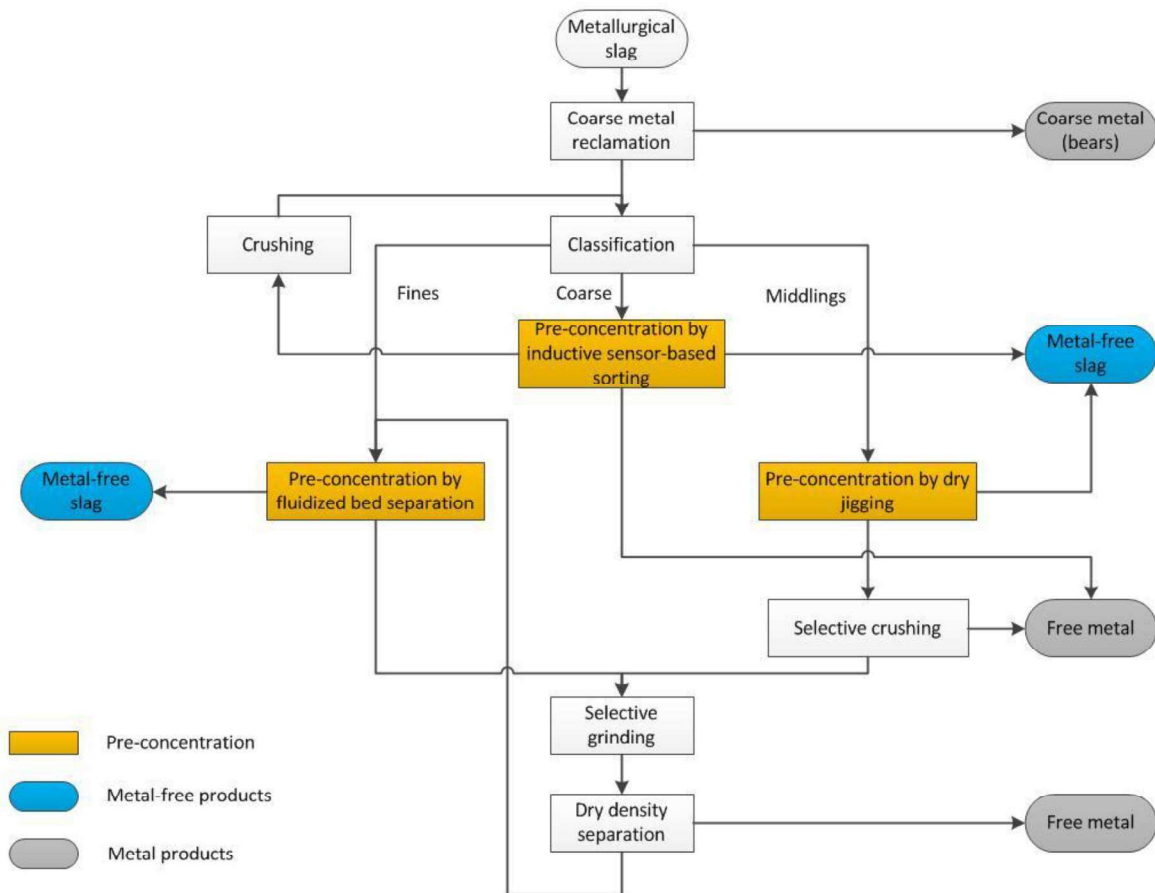 Metallurgical
slag
Coarse metal
reclamation
Coarse metal
(bears)
Crushing
Classification
Fines
Coarse
Middlings
Pre-concentration by
inductive sensor-based
sorting
Metal-free
slag
Metal-free
slag
Pre-concentration by
fluidized bed separation
Pre-concentration by dry
jigging
Selective crushing
Free metal
Selective
grinding
Pre-concentration
Metal-free products
Dry density
separation
Free metal
Metal products